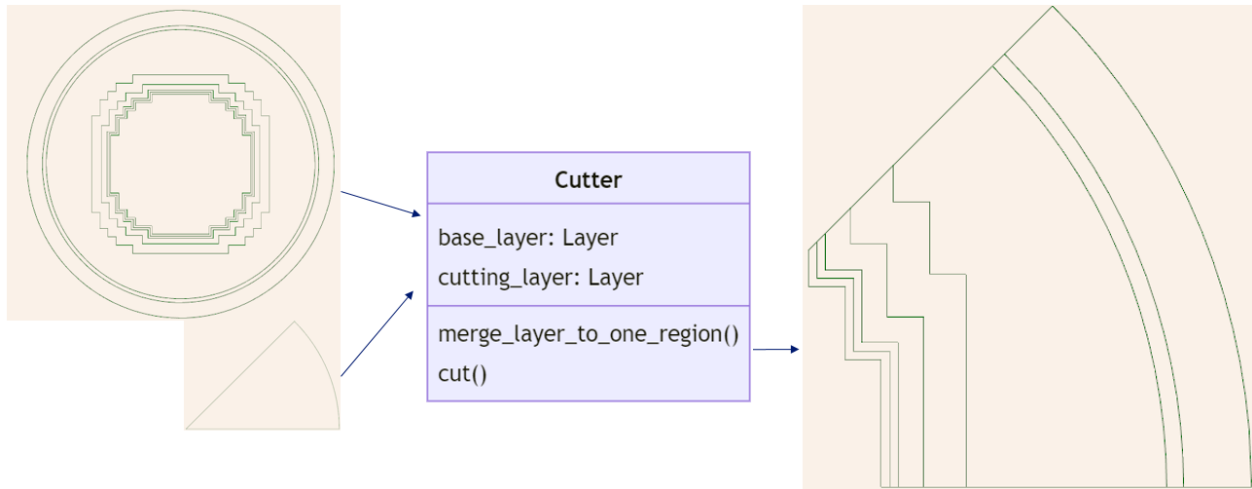 Cutter
base_layer: Layer
cutting_layer: Layer
merge_layer_to_one_region()
cut()